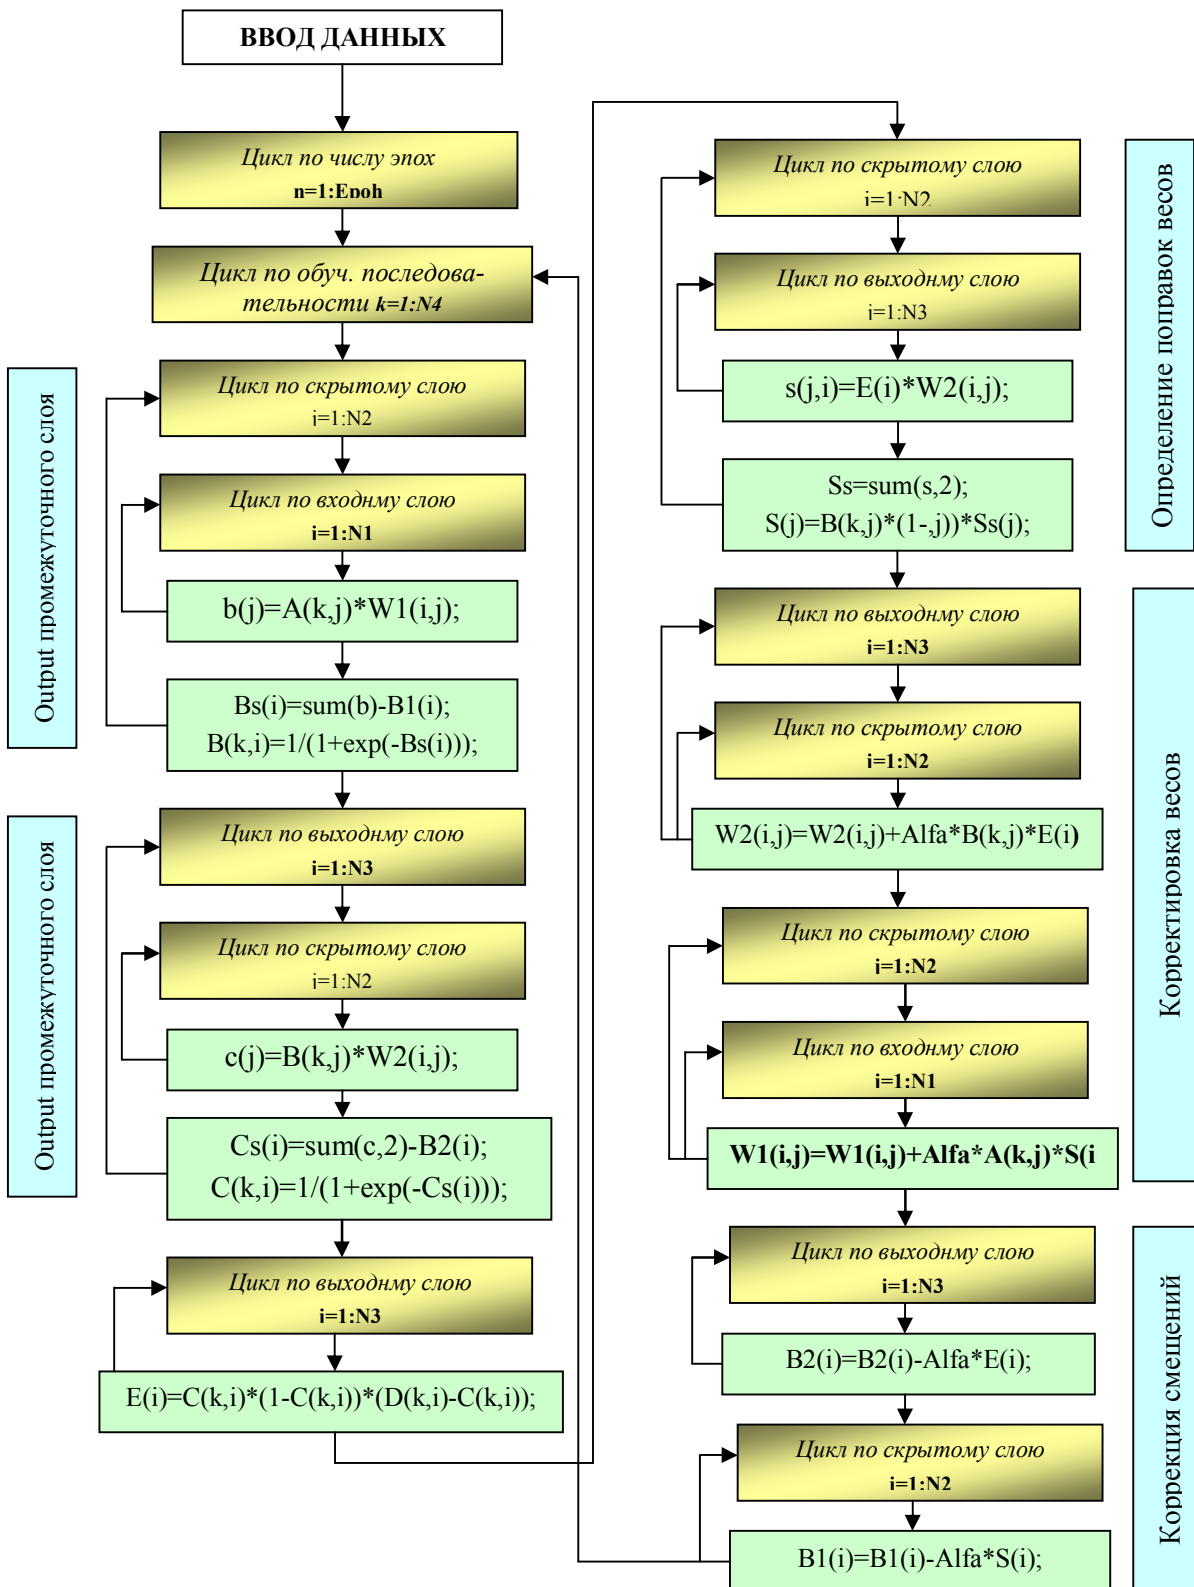 ВВОД ДАННЫХ
Цикл по числу эпох
n=1:Epoh
Цикл по обуч. последова-
тельности k=1:N4
Output промежуточного слоя
Цикл по скрытому слою
i=1:N2
Цикл по входнму слою
i=1:N1
b(j)=A(k,j)*W1(i,j);
Bs(i)=sum(b)-B1(i);
B(k,i)=1/(1+exp(-Bs(i)));
Output промежуточного слоя
Цикл по выходнму слою
i=1:N3
Цикл по скрытому слою
i=1:N2
c(j)=B(k,j)*W2(i,j);
Cs(i)=sum(c,2)-B2(i);
C(k,i)=1/(1+exp(-Cs(i)));
Цикл по выходнму слою
i=1:N3
E(i)=C(k,i)*(1-C(k,i))*(D(k,i)-C(k,i));
Определение поправок весов
Цикл по скрытому слою
i=1:N2
Цикл по выходнму слою
i=1:N3
s(j,i)=E(i)*W2(i,j);
Ss=sum(s,2);
S(j)=B(k,j)*(1-,j))*Ss(j);
Корректировка весов
Цикл по выходнму слою
i=1:N3
Цикл по скрытому слою
i=1:N2
W2(i,j)=W2(i,j)+Alfa*B(k,j)*E(i)
Цикл по скрытому слою
i=1:N2
Цикл по входнму слою
i=1:N1
W1(i,j)=W1(i,j)+Alfa*A(k,j)*S(i
Коррекция смещений
Цикл по выходнму слою
i=1:N3
B2(i)=B2(i)-Alfa*E(i);
Цикл по скрытому слою
i=1:N2
B1(i)=B1(i)-Alfa*S(i);